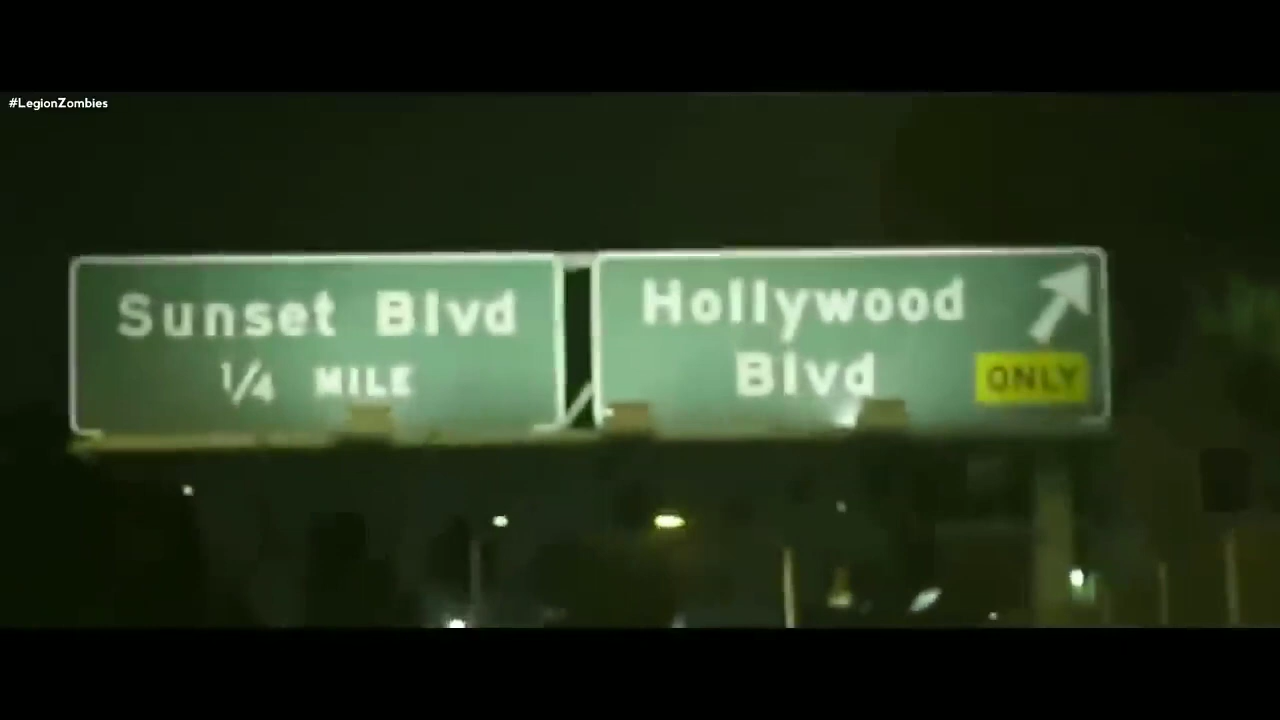 #LegionZombies
Sunset Blvd
1/4 MILE
Hollywood
Blvd
ONLY